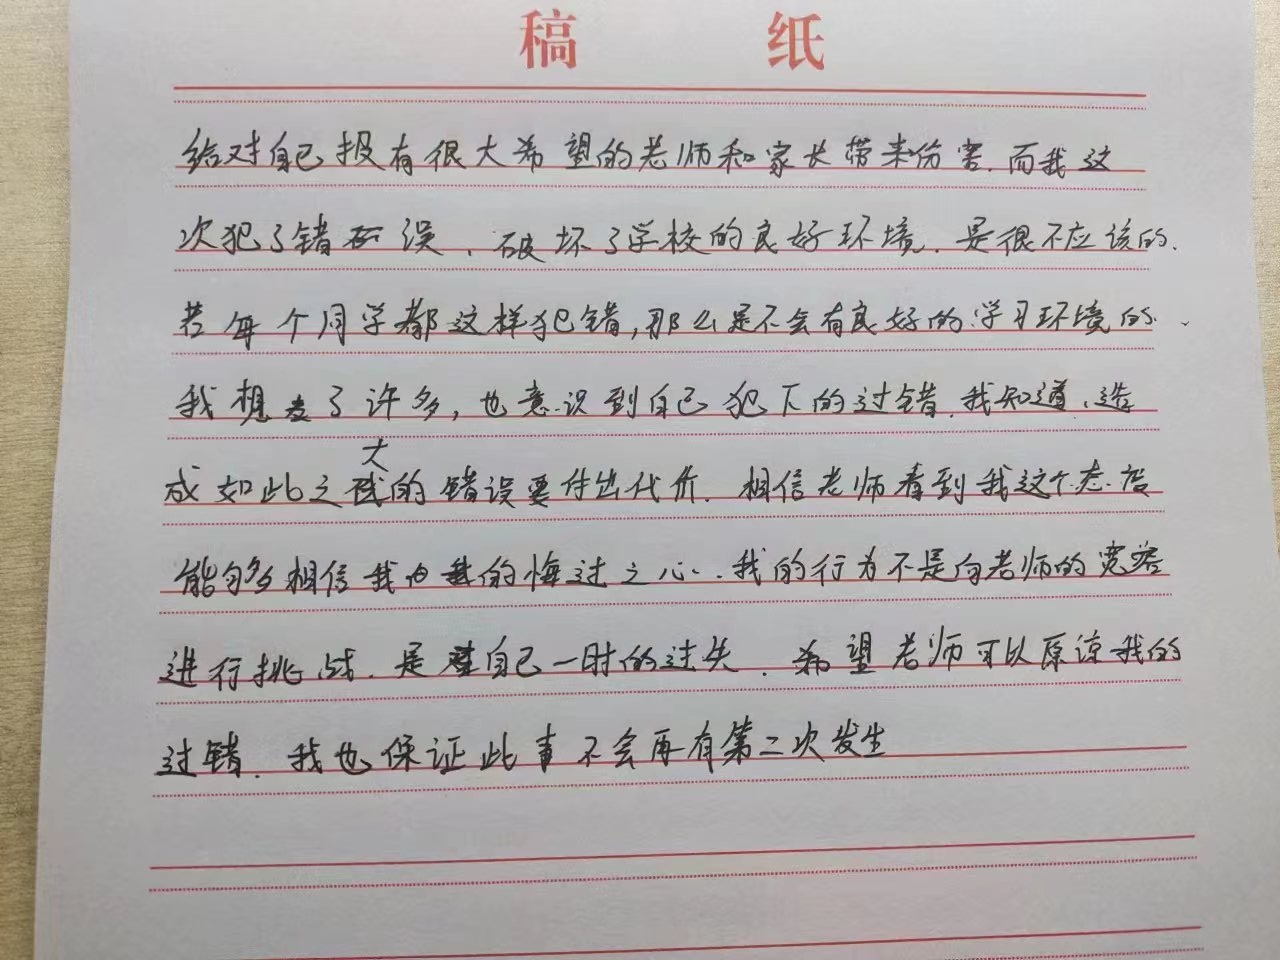 稿 纸
给对自己报有很大希望的老师和家长带来伤害.而我这
次犯了错误、破坏了学校的良好环境.是很不应该的.
若每个同学都这样犯错,那么是不会有良好的学习环境的.
我想了许多,也意识到自己犯下的过错.我知道、造
成如此之大的错误要付出代价.相信老师看到我这个态度
能够相信我的悔过之心..我的行为不是向老师的宽容
进行挑战.是自己一时的过失.希望老师可以原谅我的
过错.我也保证此事不会再有第二次发生